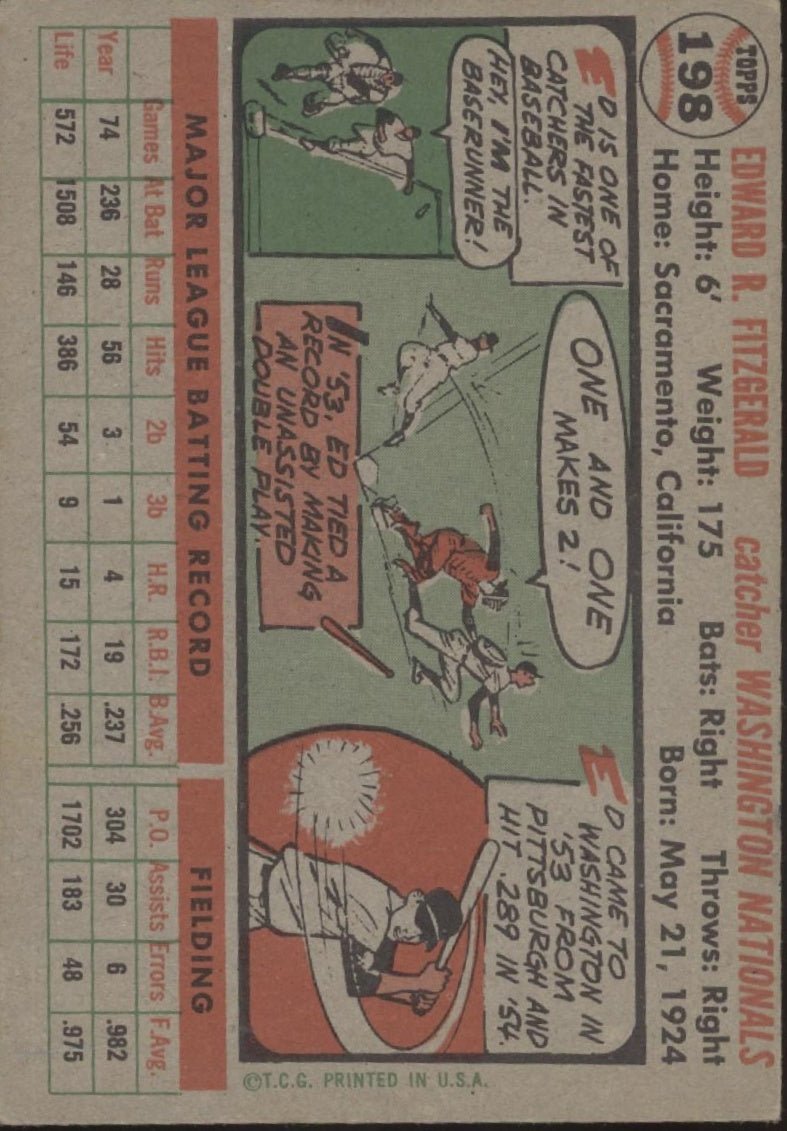 TOPPS
198
EDWARD R. FITZGERALD catcher WASHINGTON NATIONALS
Height: 6' Weight: 175 Bats: Right Throws: Right
Home: Sacramento, California Born: May 21, 1924
ED IS ONE OF
THE FASTEST
CATCHERS IN
BASEBALL.
HEY, I'M THE
BASERUNNER!
ONE AND ONE
MAKES 2!
IN '53, ED TIED A
RECORD BY MAKING
AN UNASSISTED
DOUBLE PLAY.
ED CAME TO
WASHINGTON IN
'53 FROM
PITTSBURGH AND
HIT .289 IN '54.
©T.C.G. PRINTED IN U.S.A.
MAJOR LEAGUE BATTING RECORD FIELDING
Games At Bat Runs Hits 2b 3b H.R. R.B.I. B.Avg. P.O. Assists Errors F.Avg.
Year 74 236 28 56 3 1 4 19 .237 304 30 6 .982
Life 572 1508 146 386 54 9 15 172 .256 1702 183 48 .975